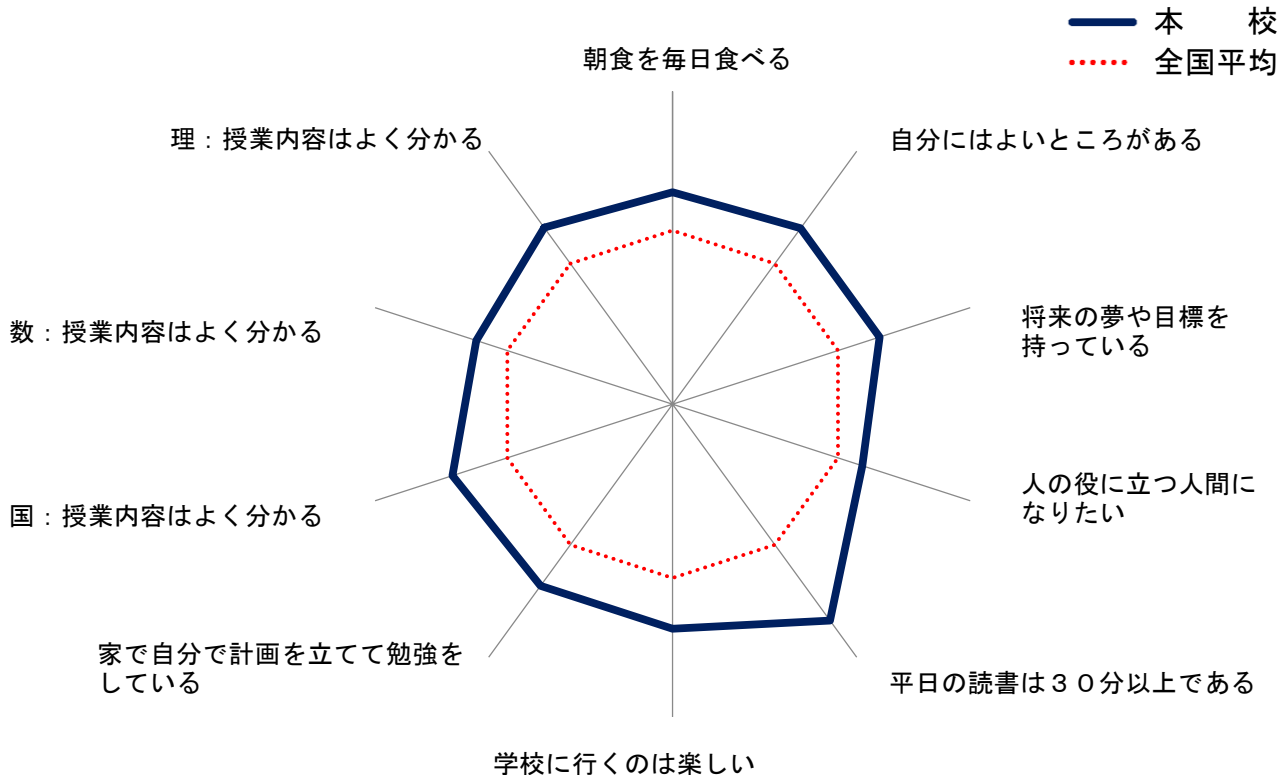 本　　校
全国平均
朝食を毎日食べる
自分にはよいところがある
将来の夢や目標を
持っている
人の役に立つ人間に
なりたい
平日の読書は３０分以上である
学校に行くのは楽しい
家で自分で計画を立てて勉強を
している
国：授業内容はよく分かる
数：授業内容はよく分かる
理：授業内容はよく分かる